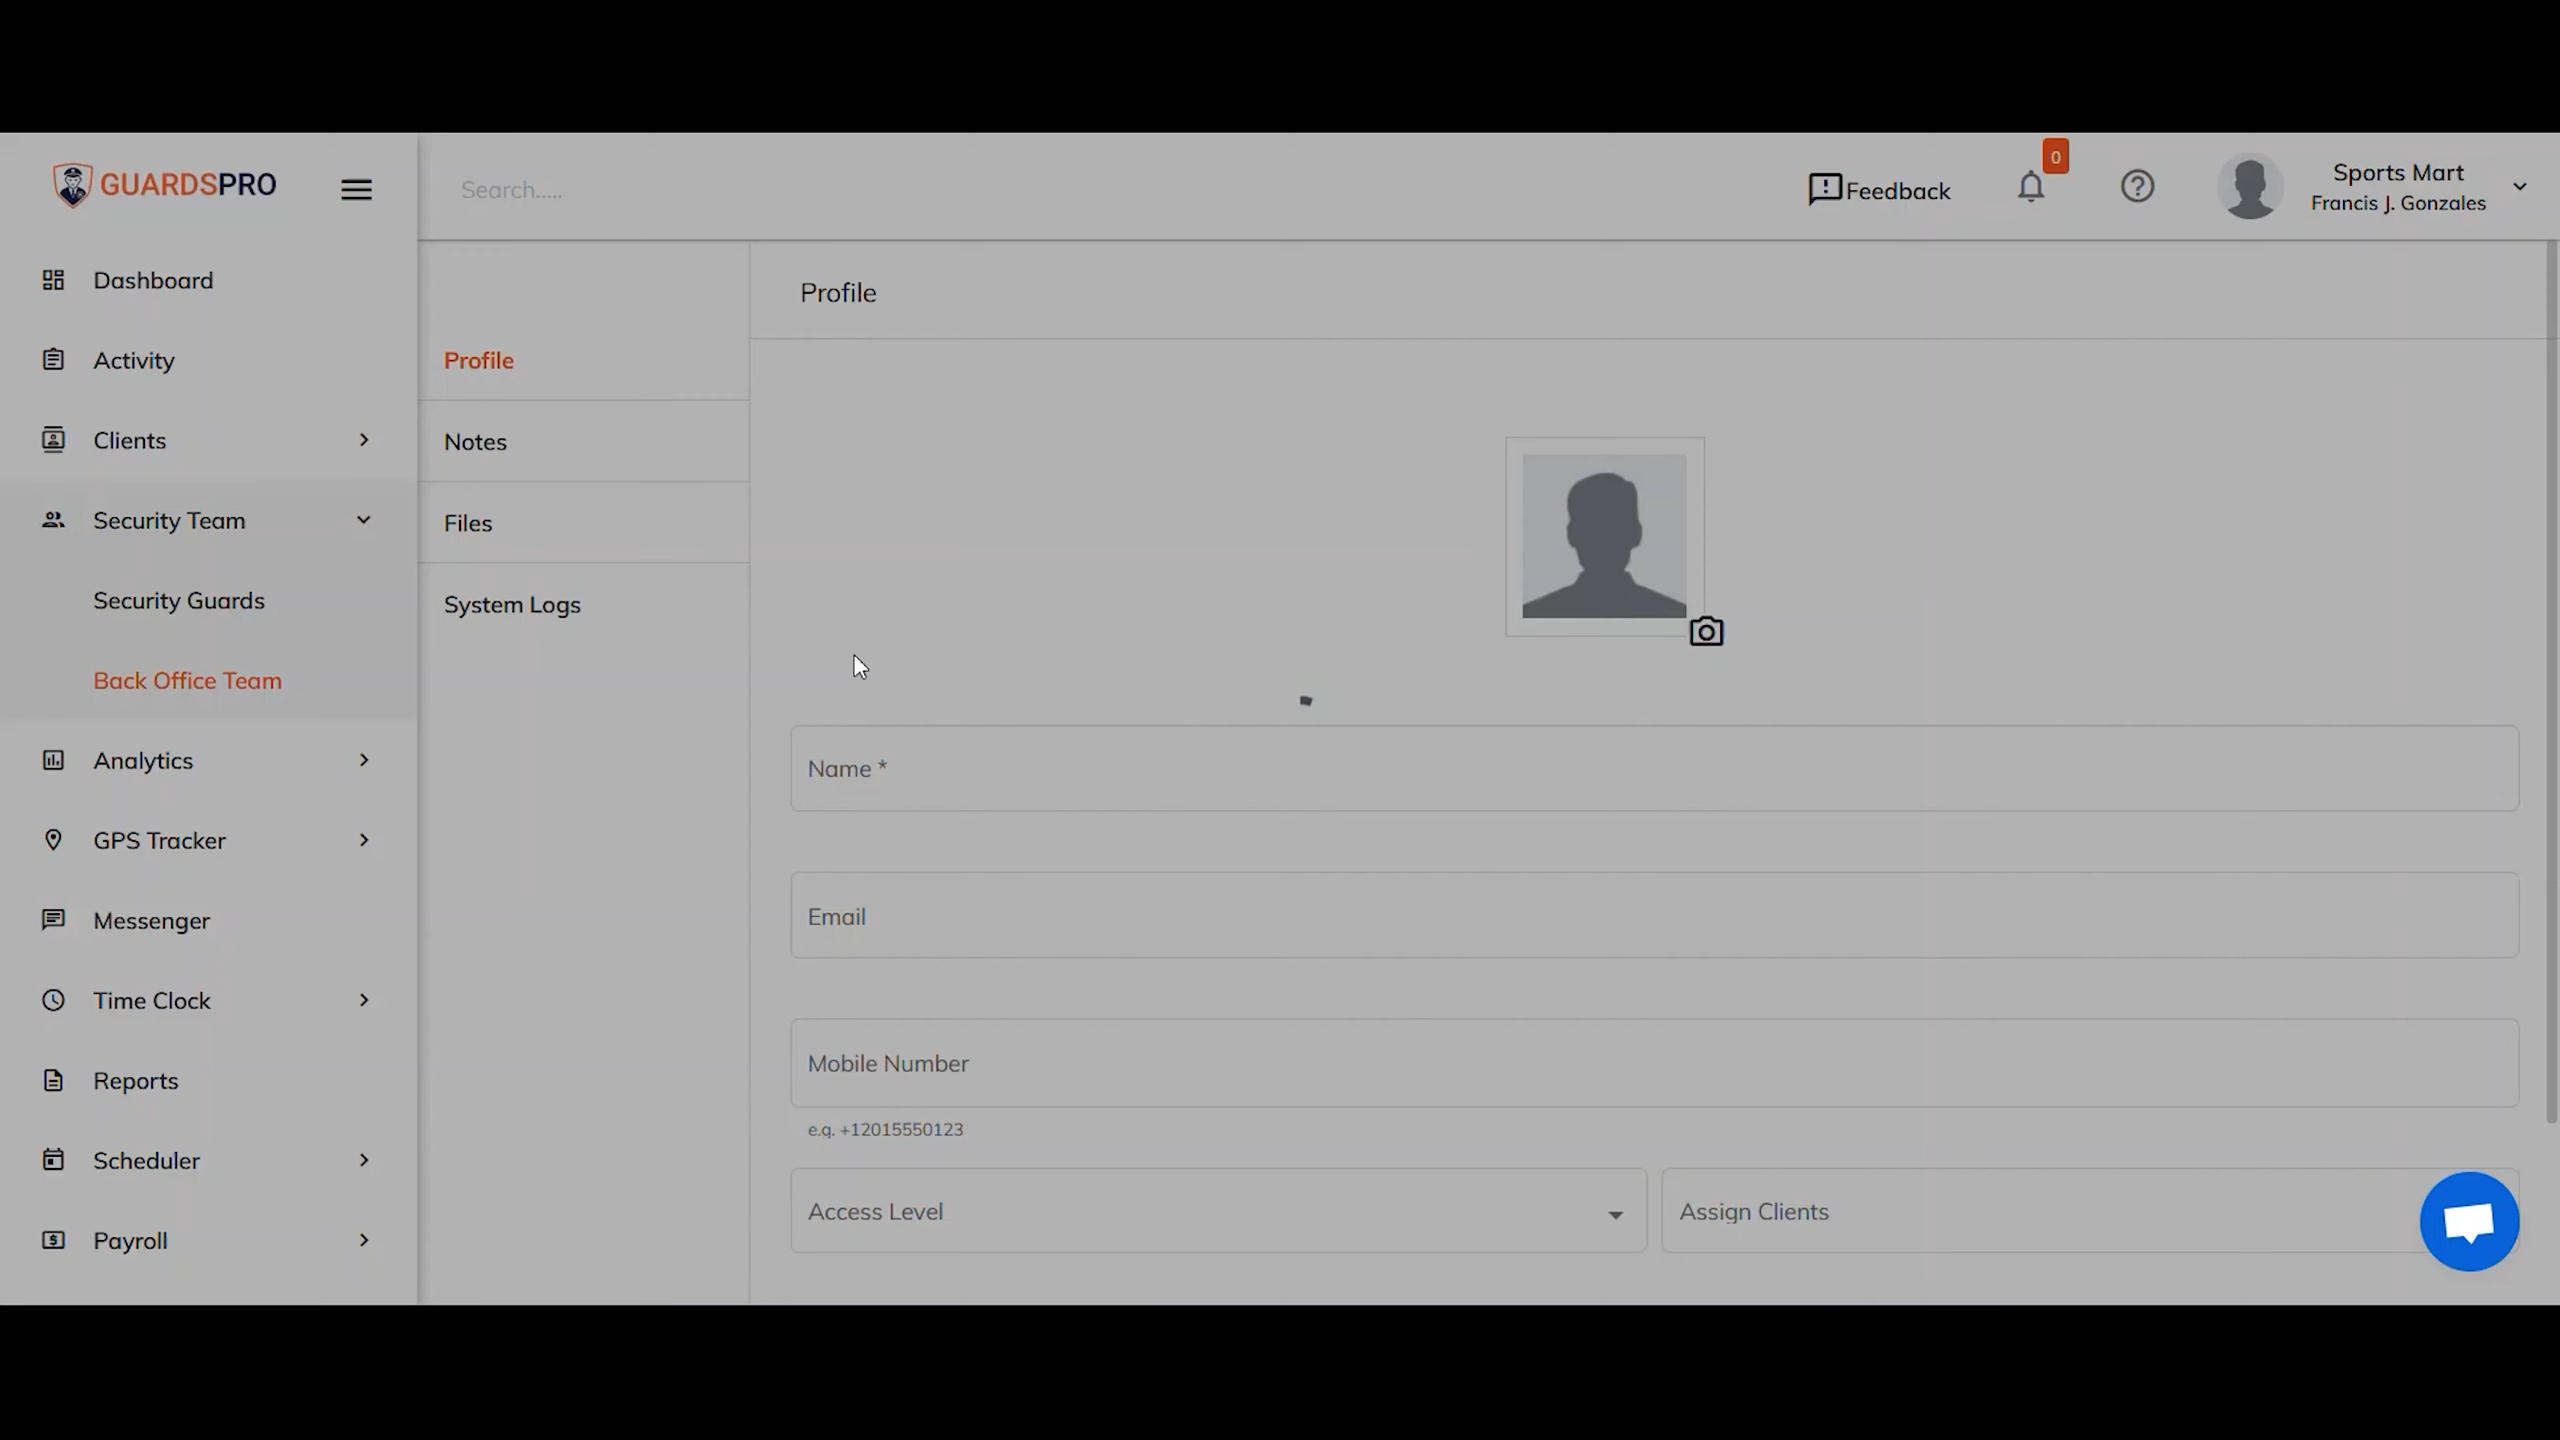 GUARDSPRO
Search.....
Feedback
0
Sports Mart
Francis J. Gonzales
Dashboard
Activity
Clients
Security Team
Security Guards
Back Office Team
Analytics
GPS Tracker
Messenger
Time Clock
Reports
Scheduler
Payroll
Profile
Notes
Files
System Logs
Profile
Name *
Email
Mobile Number
e.g. +12015550123
Access Level
Assign Clients